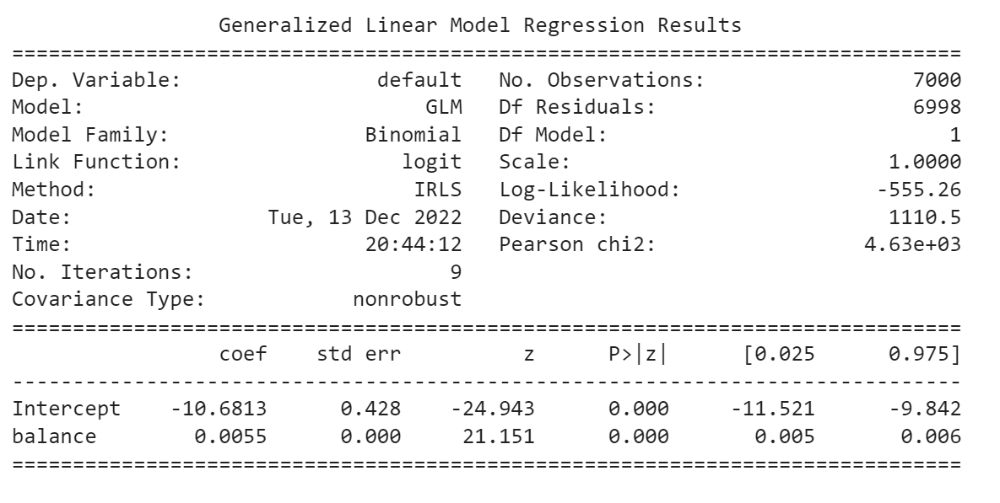 Generalized Linear Model Regression Results
==============================================================================
Dep. Variable:                default   No. Observations:                 7000
Model:                            GLM   Df Residuals:                     6998
Model Family:                Binomial   Df Model:                            1
Link Function:                  logit   Scale:                          1.0000
Method:                          IRLS   Log-Likelihood:                -555.26
Date:                Tue, 13 Dec 2022   Deviance:                       1110.5
Time:                        20:44:12   Pearson chi2:                 4.63e+03
No. Iterations:                     9
Covariance Type:            nonrobust
==============================================================================
                 coef    std err          z      P>|z|      [0.025      0.975]
------------------------------------------------------------------------------
Intercept    -10.6813      0.428    -24.943      0.000     -11.521      -9.842
balance        0.0055      0.000     21.151      0.000       0.005       0.006
==============================================================================